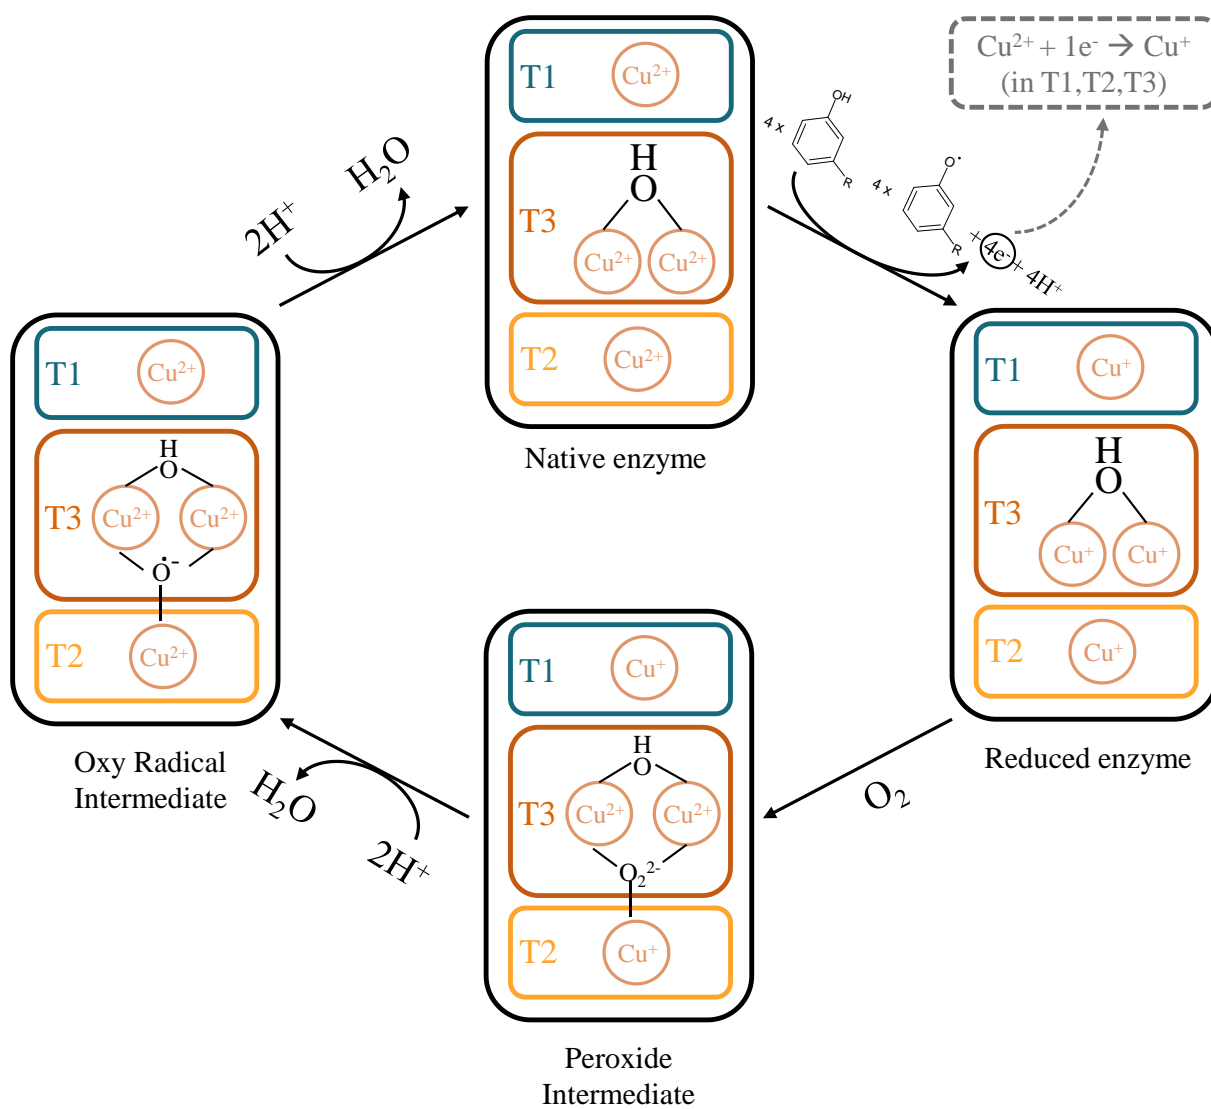 Cu²⁺ + 1e⁻ → Cu⁺
(in T1,T2,T3)
T1
Cu²⁺
T3
H
O
Cu²⁺ Cu²⁺
T2
Cu²⁺
Native enzyme
4 x
OH
R
4 x
O·
R
+ 4e⁻ + 4H⁺
2H⁺
H₂O
T1
Cu²⁺
T3
H
O
Cu²⁺ Cu²⁺
O·-
T2
Cu²⁺
Oxy Radical
Intermediate
T1
Cu⁺
T3
H
O
Cu⁺ Cu⁺
T2
Cu⁺
Reduced enzyme
O₂
T1
Cu⁺
T3
H
O
Cu²⁺ Cu²⁺
O₂²⁻
T2
Cu⁺
Peroxide
Intermediate
H₂O
2H⁺